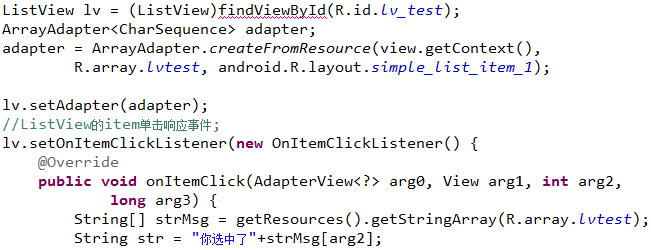 ListView lv = (ListView)findViewById(R.id.lv_test);
ArrayAdapter<CharSequence> adapter;
adapter = ArrayAdapter.createFromResource(view.getContext(),
R.array.lvtest, android.R.layout.simple_list_item_1);
lv.setAdapter(adapter);
//ListView的item单击响应事件;
lv.setOnItemClickListener(new OnItemClickListener() {
@Override
public void onItemClick(AdapterView<?> arg0, View arg1, int arg2,
long arg3) {
String[] strMsg = getResources().getStringArray(R.array.lvtest);
String str = "你选中了"+strMsg[arg2];